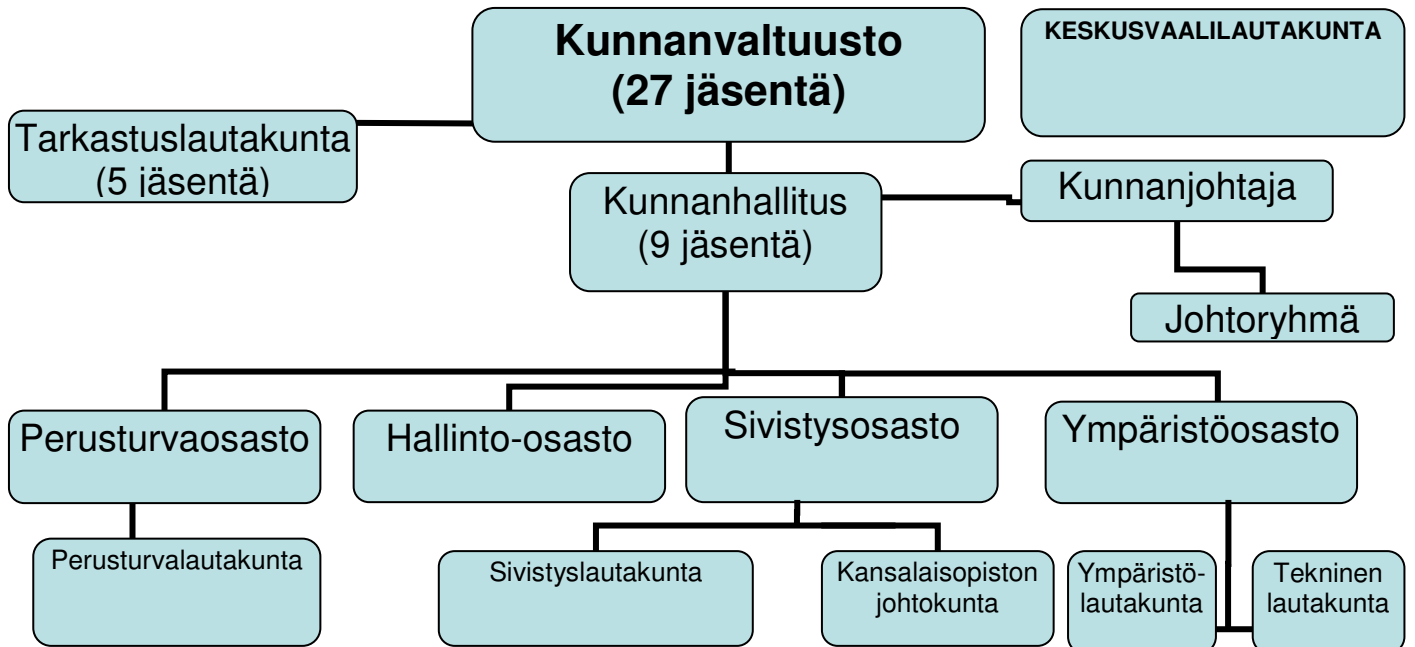 Kunnanvaltuusto
(27 jäsentä)
KESKUSVAALILAUTAKUNTA
Tarkastuslautakunta
(5 jäsentä)
Kunnanhallitus
(9 jäsentä)
Kunnanjohtaja
Johtoryhmä
Perusturvaosasto
Hallinto-osasto
Sivistysosasto
Ympäristöosasto
Perusturvalautakunta
Sivistyslautakunta
Kansalaisopiston
johtokunta
Ympäristö-
lautakunta
Tekninen
lautakunta